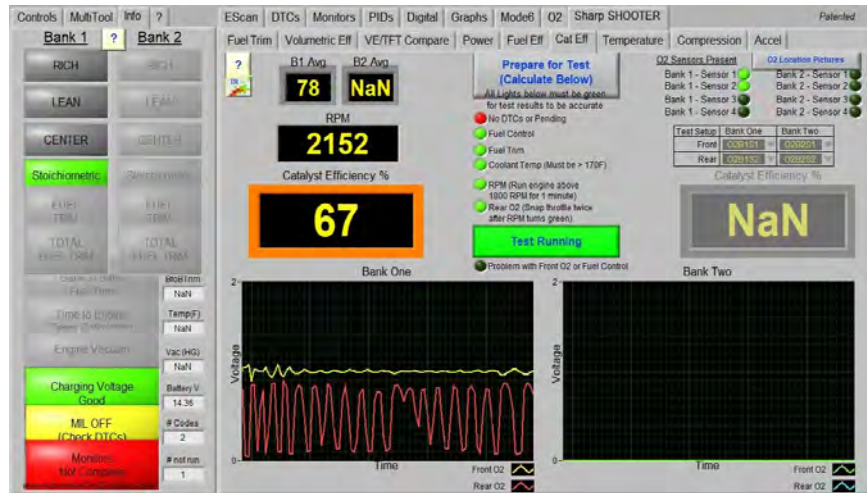 Controls MultiTool Info ?
EScan DTCs Monitors PIDs Digital Graphs Mode6 O2 Sharp SHOOTER Patented
Fuel Trim Volumetric Eff VE/TFT Compare Power Fuel Eff Cat Eff Temperature Compression Accel
Bank 1 ? Bank 2
RICH RICH
LEAN LEAN
CENTER CENTER
Stoichiometric Stoichiometric
FUEL TRIM FUEL TRIM
TOTAL FUEL TRIM TOTAL FUEL TRIM
BtoBTrim
NaN
Temp(F)
NaN
Engine Vacuum
Vac (HG)
NaN
Charging Voltage
Good
Battery V
14.36
MIL OFF
(Check DTCs)
# Codes
2
Monitors
Not Complete
# not run
1
?
B1 Avg B2 Avg
78 NaN
RPM
2152
Catalyst Efficiency %
67
Prepare for Test
(Calculate Below)
All Lights below must be green
for test results to be accurate
No DTCs or Pending
Fuel Control
Fuel Trim
Coolant Temp (Must be > 170F)
RPM (Run engine above
1800 RPM for 1 minute)
Rear O2 (Snap throttle twice
after RPM turns green)
Test Running
Problem with Front O2 or Fuel Control
O2 Sensors Present O2 Location Pictures
Bank 1 - Sensor 1 Bank 2 - Sensor 1
Bank 1 - Sensor 2 Bank 2 - Sensor 2
Bank 1 - Sensor 3 Bank 2 - Sensor 3
Bank 1 - Sensor 4 Bank 2 - Sensor 4
Test Setup Bank One Bank Two
Front O2B1S1 O2B2S1
Rear O2B1S2 O2B2S2
Catalyst Efficiency %
NaN
Bank One
2
Voltage
0
Time
Front O2
Rear O2
Bank Two
2
Voltage
0
Time
Front O2
Rear O2